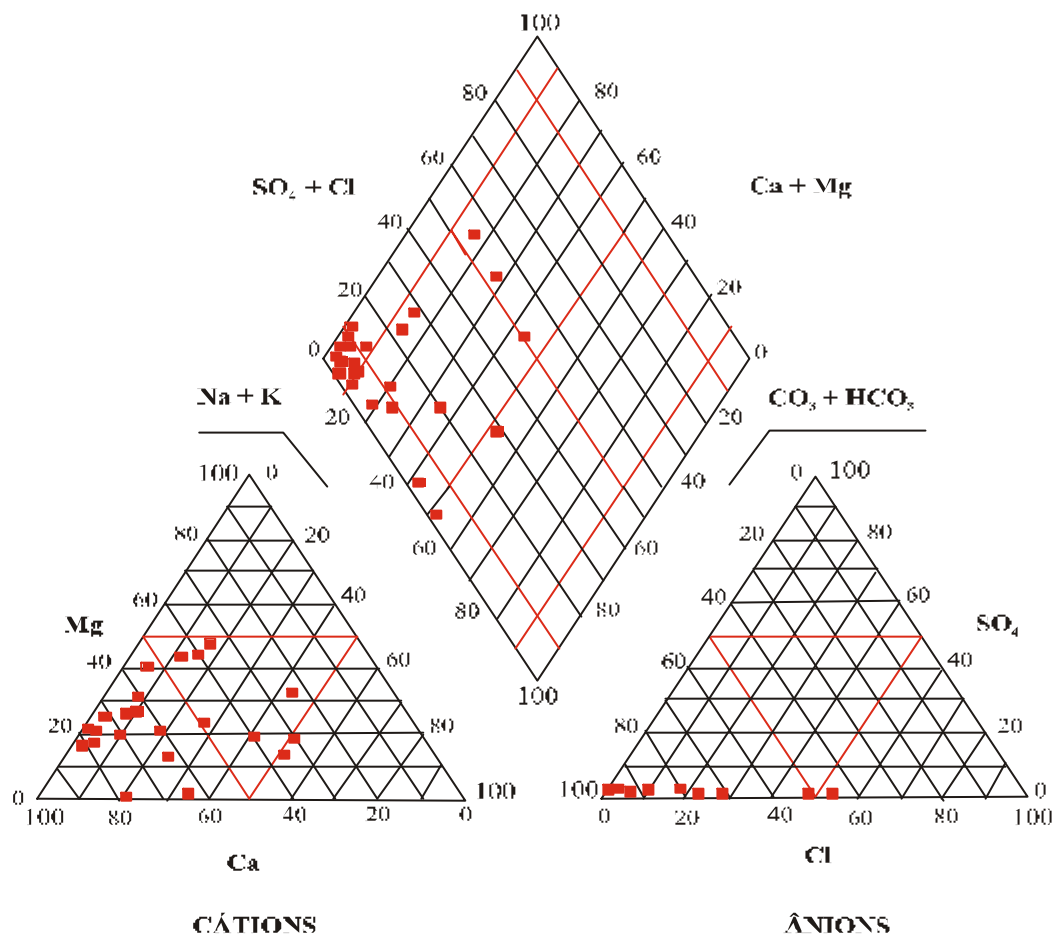 100
80 80
60 60
SO₄ + Cl Ca + Mg
40 40
20 20
0 0
Na + K CO₃ + HCO₃
20 20
40 40
60 60
80 80
100
100 0
80 20
60 40
Mg
40 60
20 80
0 100
100 80 60 40 20 0
Ca
CÁTIONS
0 100
20 80
40 60
SO₄
60 40
80 20
100 0
0 20 40 60 80 100
Cl
ÂNIONS